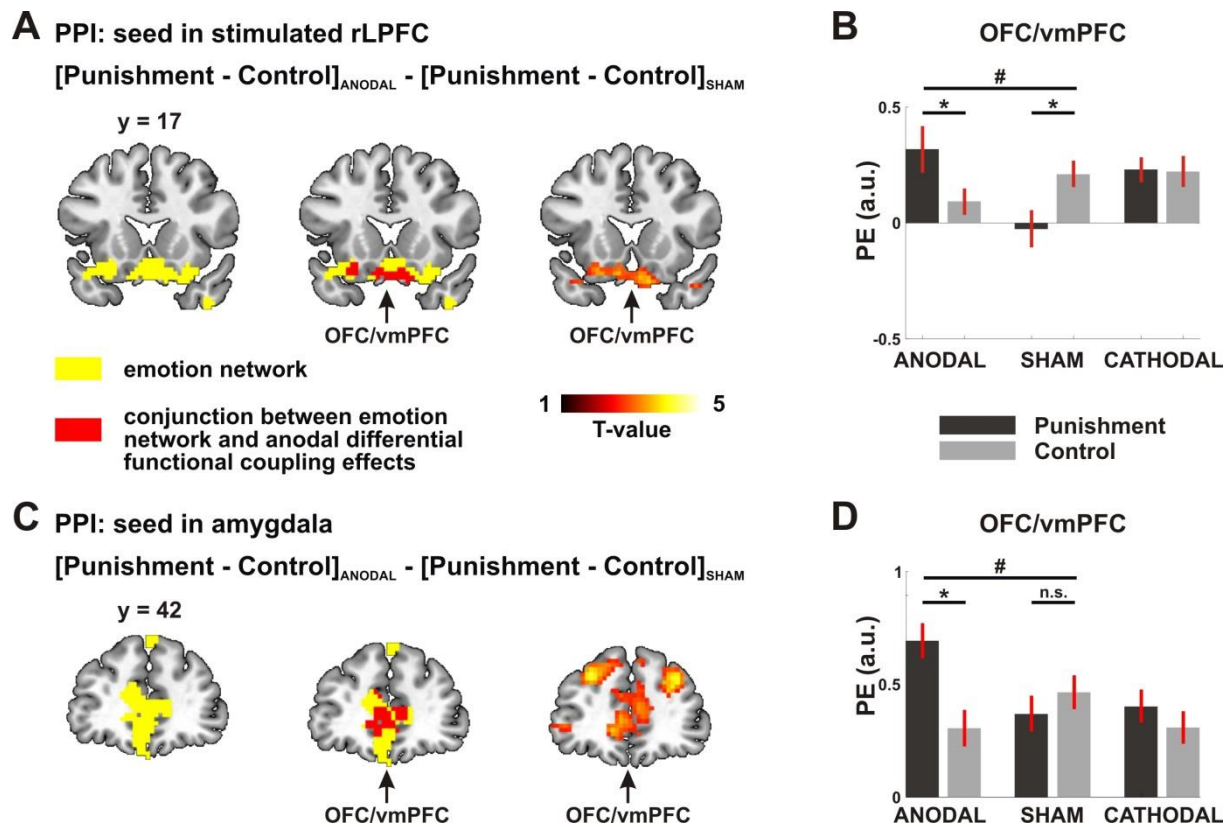 A PPI: seed in stimulated rLPFC
[Punishment - Control]ANODAL - [Punishment - Control]SHAM
y = 17
OFC/vmPFC
emotion network
conjunction between emotion
network and anodal differential
functional coupling effects
1 5
T-value
B OFC/vmPFC
#
* *
0.5
0
-0.5
PE (a.u.)
ANODAL SHAM CATHODAL
Punishment
Control
C PPI: seed in amygdala
[Punishment - Control]ANODAL - [Punishment - Control]SHAM
y = 42
OFC/vmPFC OFC/vmPFC
D OFC/vmPFC
#
* n.s.
1
0.5
0
PE (a.u.)
ANODAL SHAM CATHODAL